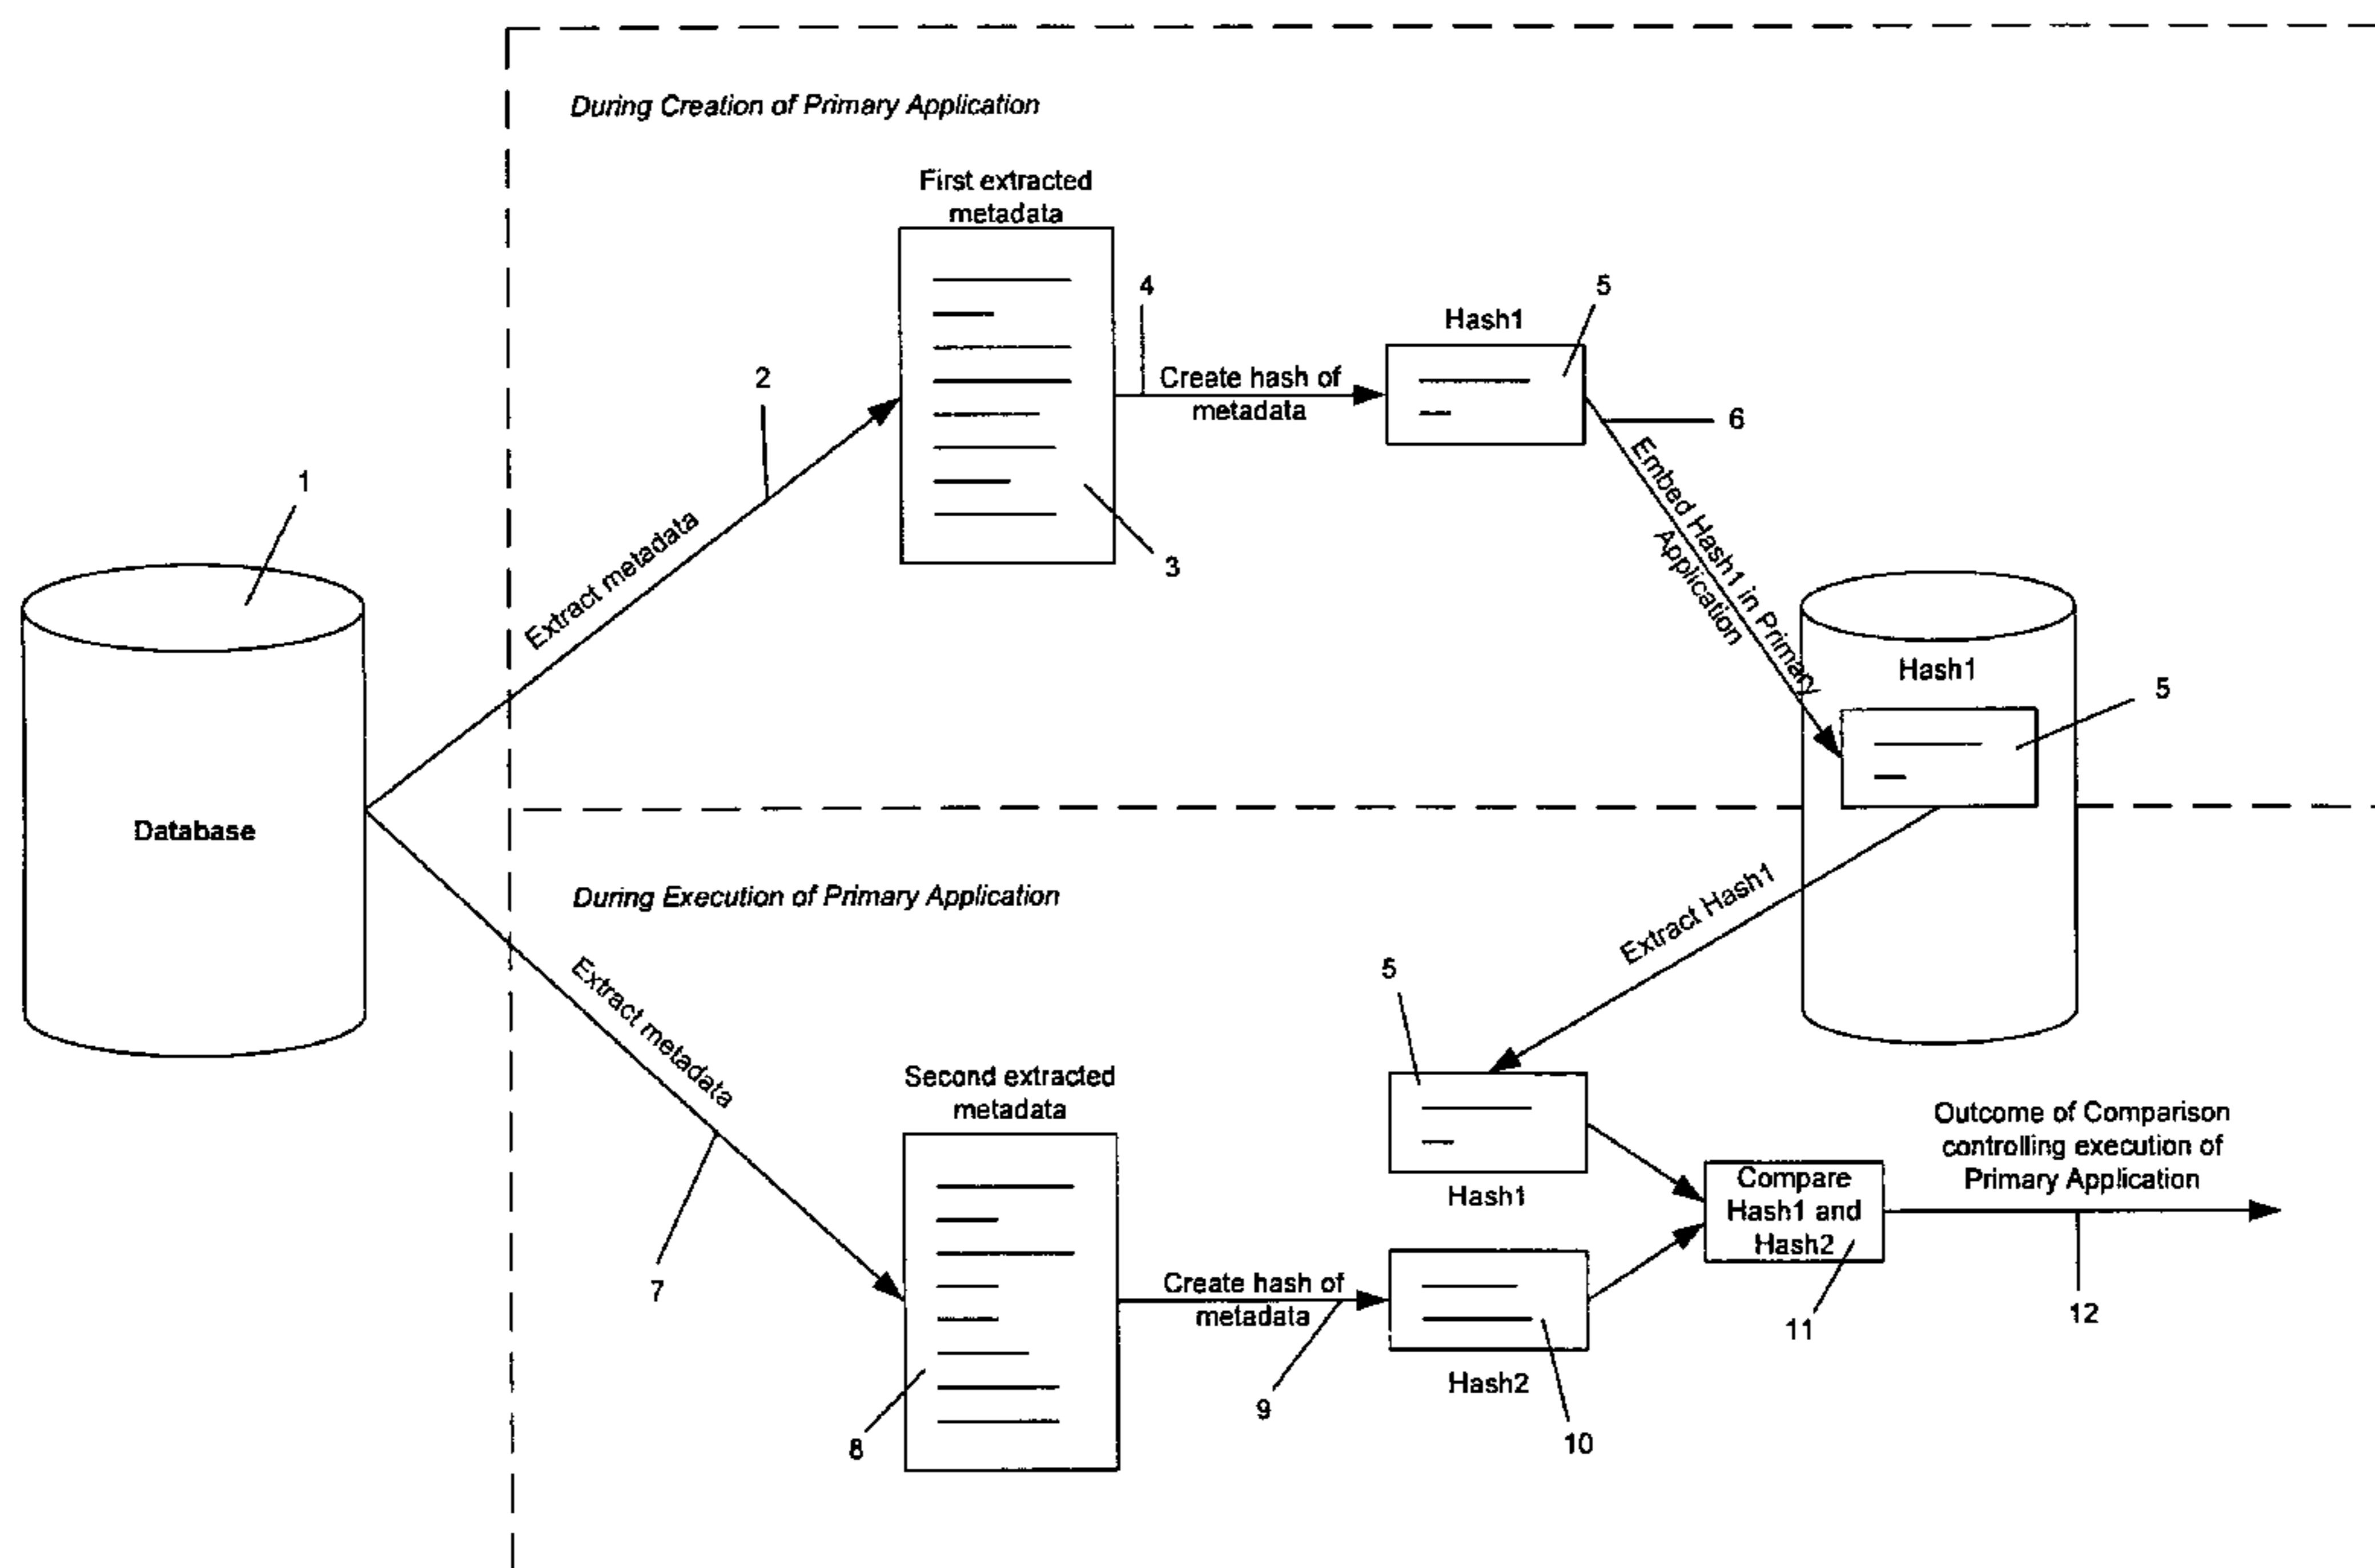 During Creation of Primary Application
First extracted
metadata
4
5
Hash1
2
Create hash of
metadata
6
1
Extract metadata
3
Embed Hash1 in Primary
Application
Hash1
5
Database
During Execution of Primary Application
Extract Hash1
Extract metadata
5
Second extracted
metadata
Outcome of Comparison
controlling execution of
Primary Application
Hash1
Compare
Hash1 and
Hash2
7
Create hash of
metadata
11
12
Hash2
9
8
10